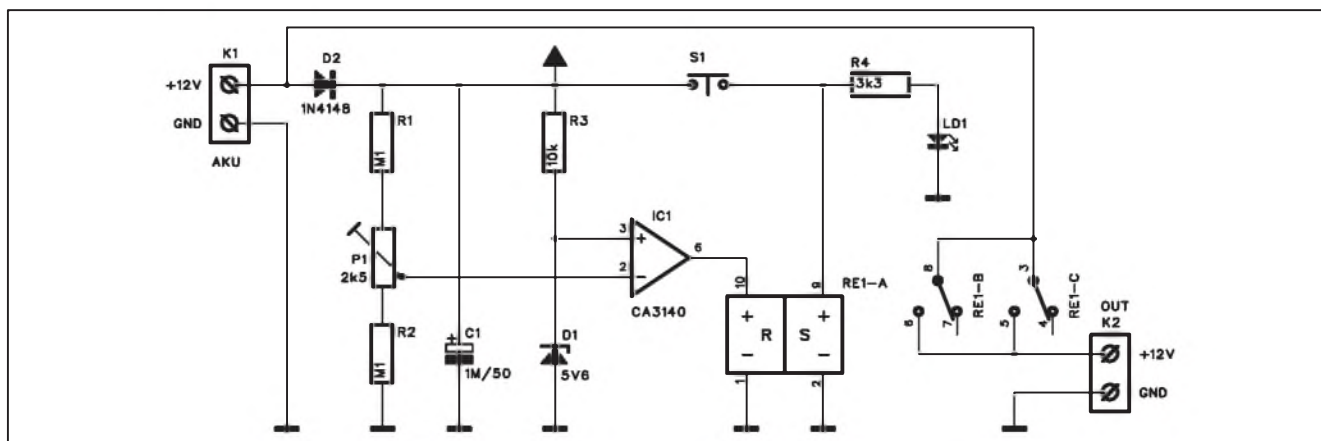 K1
+12V
GND
AKU
D2
1N4148
R1
M1
P1
2k5
R2
M1
C1
+
1M/50
R3
10k
D1
5V6
3
+
2
−
IC1
6
CA3140
S1
R4
3k3
LD1
10
9
RE1-A
+
R
−
+
S
−
1
2
8
6
7
RE1-B
3
5
4
RE1-C
OUT
K2
+12V
GND